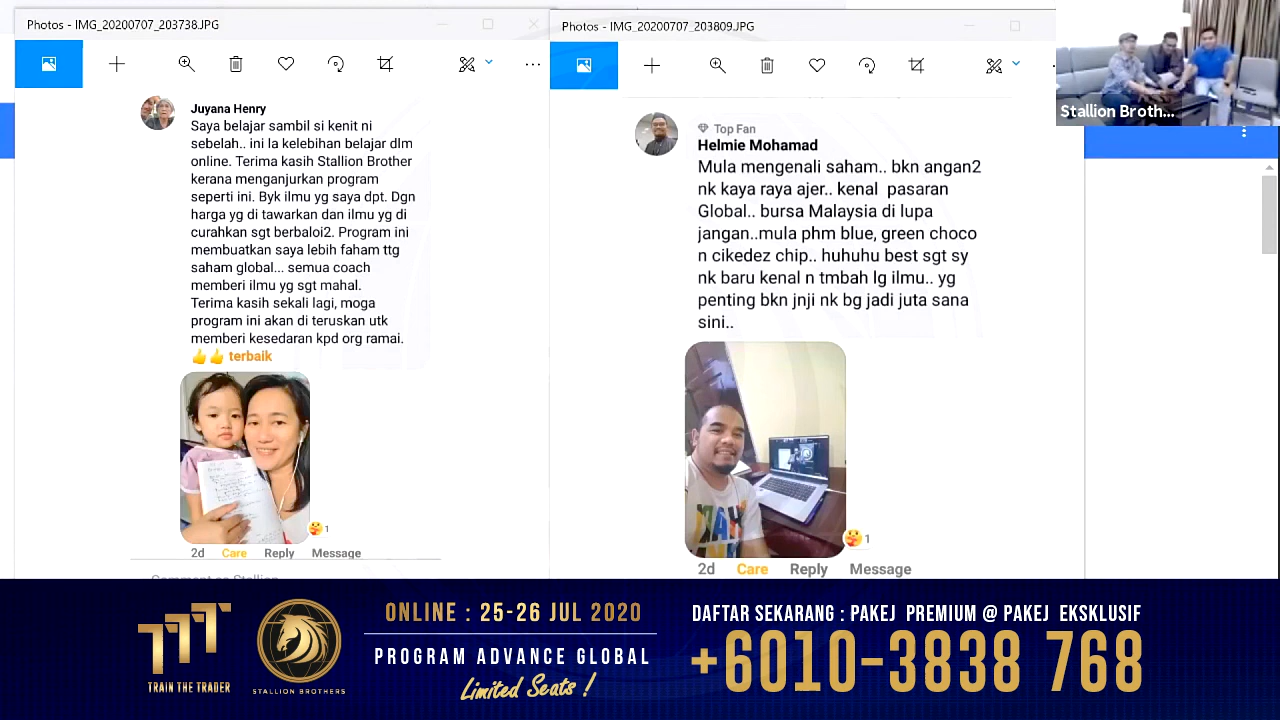 Photos - IMG_20200707_203738.JPG
Juyana Henry
Saya belajar sambil si kenit ni
sebelah.. ini la kelebihan belajar dlm
online. Terima kasih Stallion Brother
kerana menganjurkan program
seperti ini. Byk ilmu yg saya dpt. Dgn
harga yg di tawarkan dan ilmu yg di
curahkan sgt berbaloi2. Program ini
membuatkan saya lebih faham ttg
saham global... semua coach
memberi ilmu yg sgt mahal.
Terima kasih sekali lagi, moga
program ini akan di teruskan utk
memberi kesedaran kpd org ramai.
👍👍 terbaik
1
2d Care Reply Message
Comment as Stallion
Photos - IMG_20200707_203809.JPG
Top Fan
Helmie Mohamad
Mula mengenali saham.. bkn angan2
nk kaya raya ajer.. kenal pasaran
Global.. bursa Malaysia di lupa
jangan..mula phm blue, green choco
n cikedez chip.. huhuhu best sgt sy
nk baru kenal n tmbah lg ilmu.. yg
penting bkn jnji nk bg jadi juta sana
sini..
1
2d Care Reply Message
Stallion Broth...
TTT
TRAIN THE TRADER
STALLION BROTHERS
ONLINE : 25-26 JUL 2020
PROGRAM ADVANCE GLOBAL
Limited Seats !
DAFTAR SEKARANG : PAKEJ PREMIUM @ PAKEJ EKSKLUSIF
+6010-3838 768